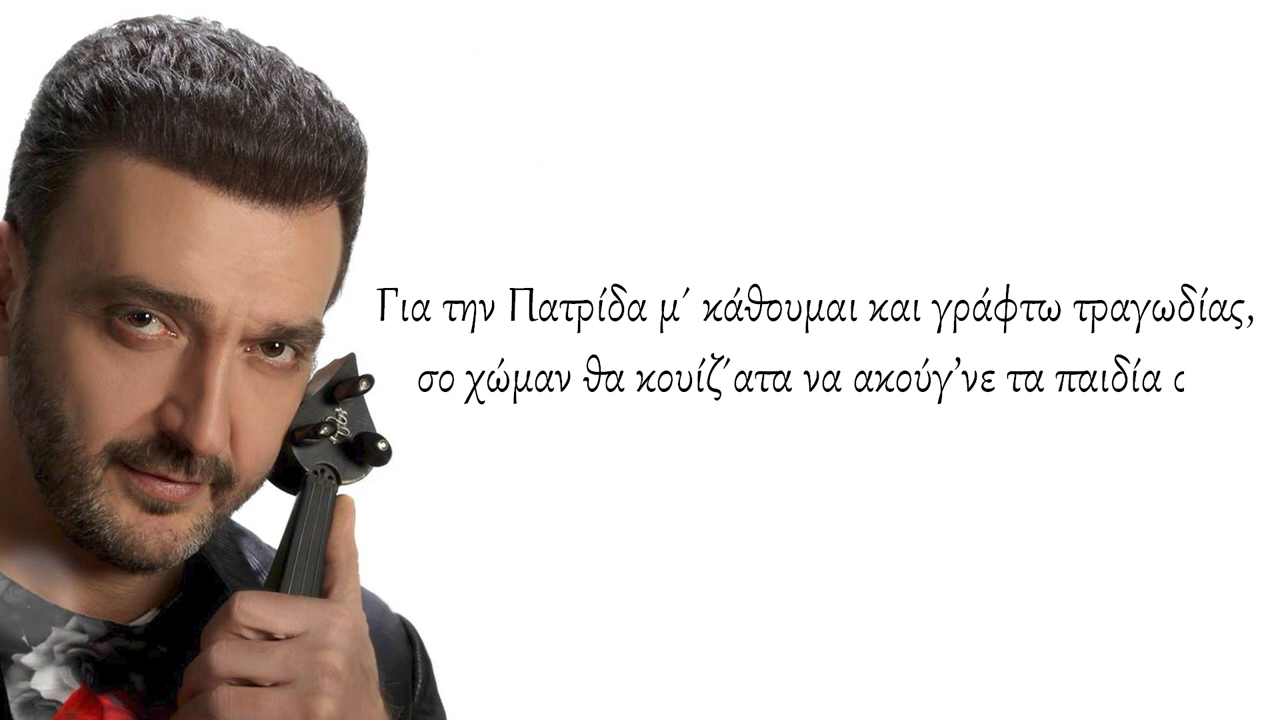 Για την Πατρίδα μ΄ κάθουμαι και γράφτω τραγωδίας,
σο χώμαν θα κουίζ΄ατα να ακούγ’νε τα παιδία ς